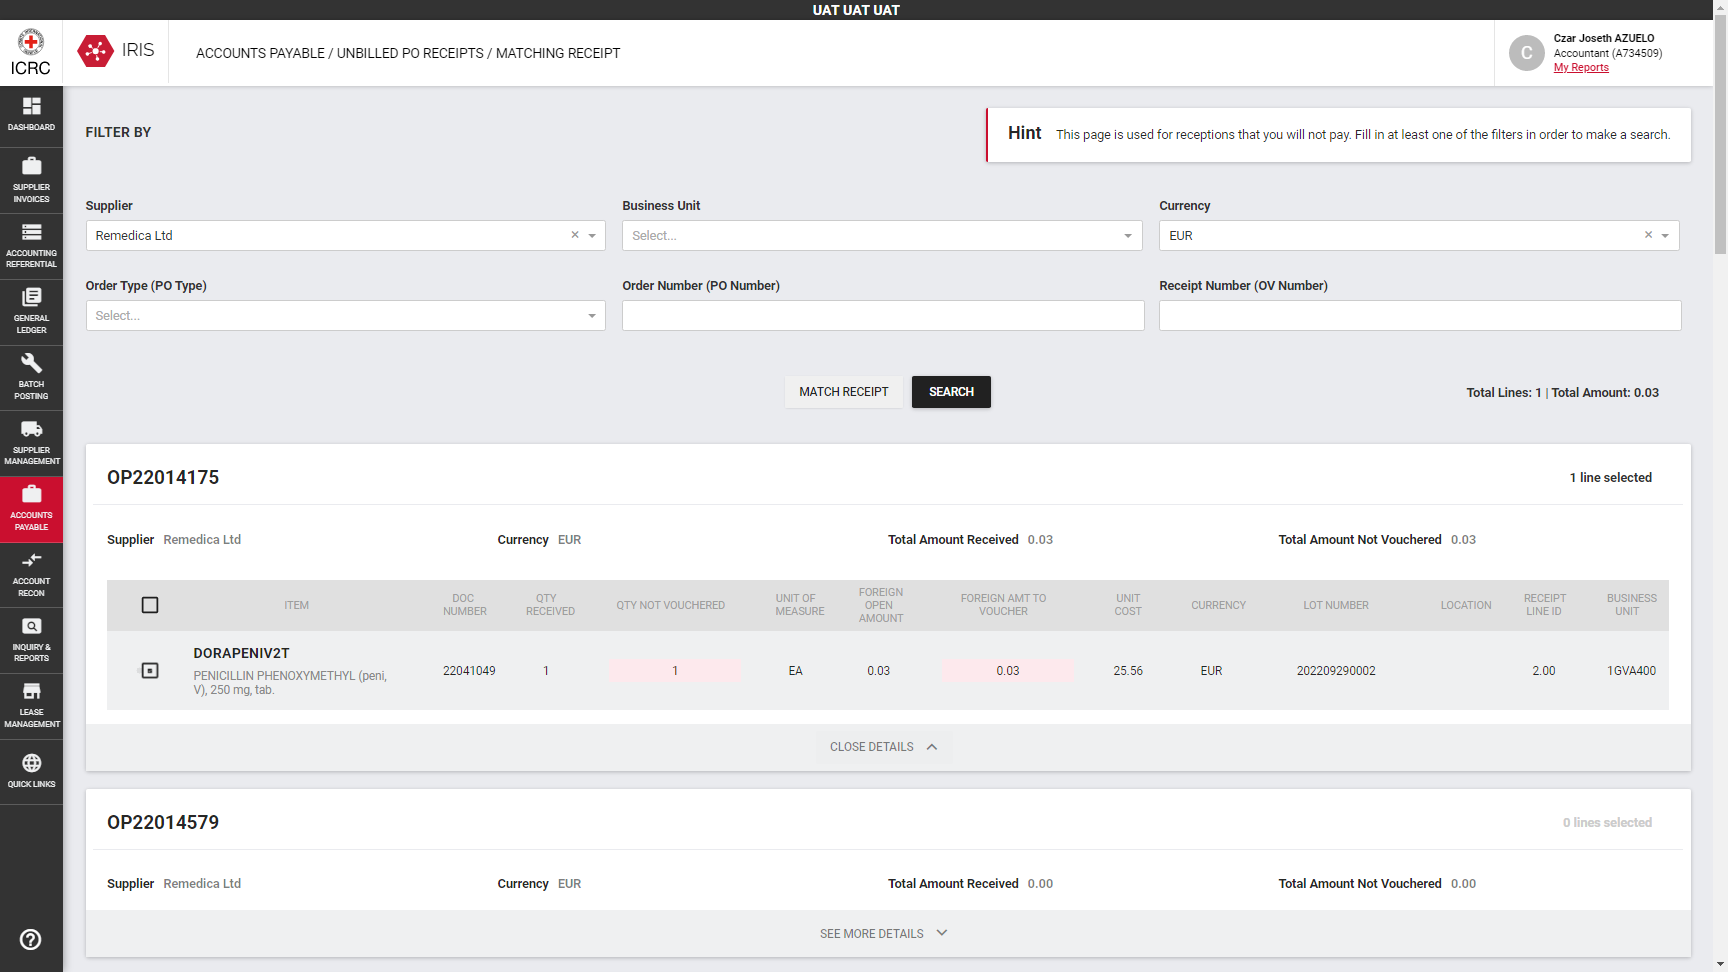 UAT UAT UAT
ICRC
IRIS
ACCOUNTS PAYABLE / UNBILLED PO RECEIPTS / MATCHING RECEIPT
C
Czar Joseth AZUELO
Accountant (A734509)
My Reports
DASHBOARD
SUPPLIER
INVOICES
ACCOUNTING
REFERENTIAL
GENERAL
LEDGER
BATCH
POSTING
SUPPLIER
MANAGEMENT
ACCOUNTS
PAYABLE
ACCOUNT
RECON
INQUIRY &
REPORTS
LEASE
MANAGEMENT
QUICK LINKS
FILTER BY
Hint This page is used for receptions that you will not pay. Fill in at least one of the filters in order to make a search.
Supplier
Remedica Ltd
Business Unit
Select...
Currency
EUR
Order Type (PO Type)
Select...
Order Number (PO Number)
Receipt Number (OV Number)
MATCH RECEIPT
SEARCH
Total Lines: 1 | Total Amount: 0.03
OP22014175
1 line selected
Supplier Remedica Ltd
Currency EUR
Total Amount Received 0.03
Total Amount Not Vouchered 0.03
ITEM
DOC
NUMBER
QTY
RECEIVED
QTY NOT VOUCHERED
UNIT OF
MEASURE
FOREIGN
OPEN
AMOUNT
FOREIGN AMT TO
VOUCHER
UNIT
COST
CURRENCY
LOT NUMBER
LOCATION
RECEIPT
LINE ID
BUSINESS
UNIT
DORAPENIV2T
PENICILLIN PHENOXYMETHYL (peni,
V), 250 mg, tab.
22041049
1
1
EA
0.03
0.03
25.56
EUR
202209290002
2.00
1GVA400
CLOSE DETAILS
OP22014579
0 lines selected
Supplier Remedica Ltd
Currency EUR
Total Amount Received 0.00
Total Amount Not Vouchered 0.00
SEE MORE DETAILS